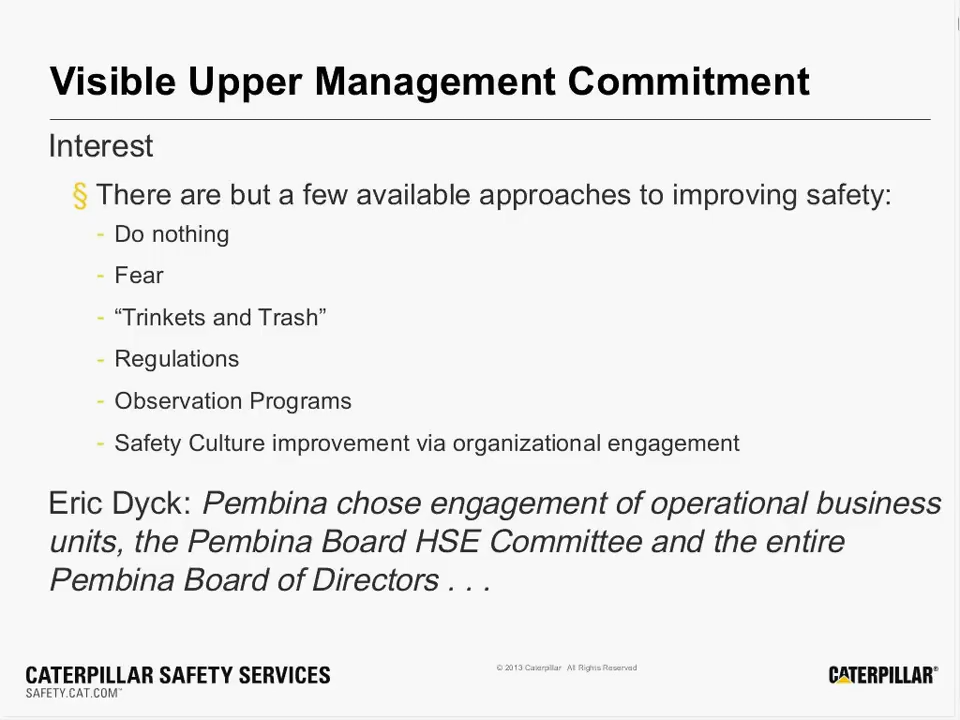 Visible Upper Management Commitment
Interest
§ There are but a few available approaches to improving safety:
- Do nothing
- Fear
- “Trinkets and Trash”
- Regulations
- Observation Programs
- Safety Culture improvement via organizational engagement
Eric Dyck: Pembina chose engagement of operational business
units, the Pembina Board HSE Committee and the entire
Pembina Board of Directors . . .
CATERPILLAR SAFETY SERVICES
SAFETY.CAT.COM™
© 2013 Caterpillar All Rights Reserved
CATERPILLAR®